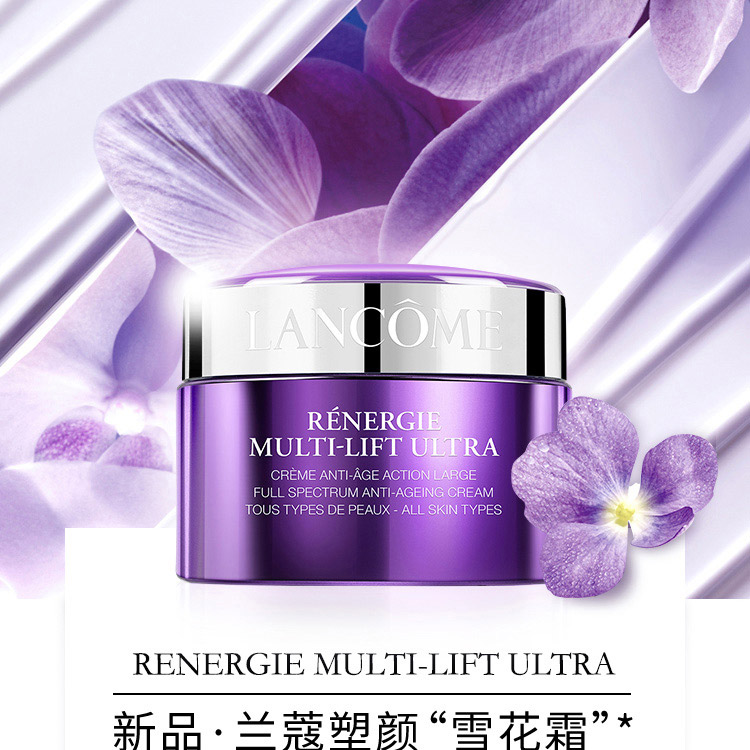 LANCÔME
RÉNERGIE
MULTI-LIFT ULTRA
CRÈME ANTI-ÂGE ACTION LARGE
FULL SPECTRUM ANTI-AGEING CREAM
TOUS TYPES DE PEAUX - ALL SKIN TYPES
RENERGIE MULTI-LIFT ULTRA
新品·兰蔻塑颜“雪花霜”*